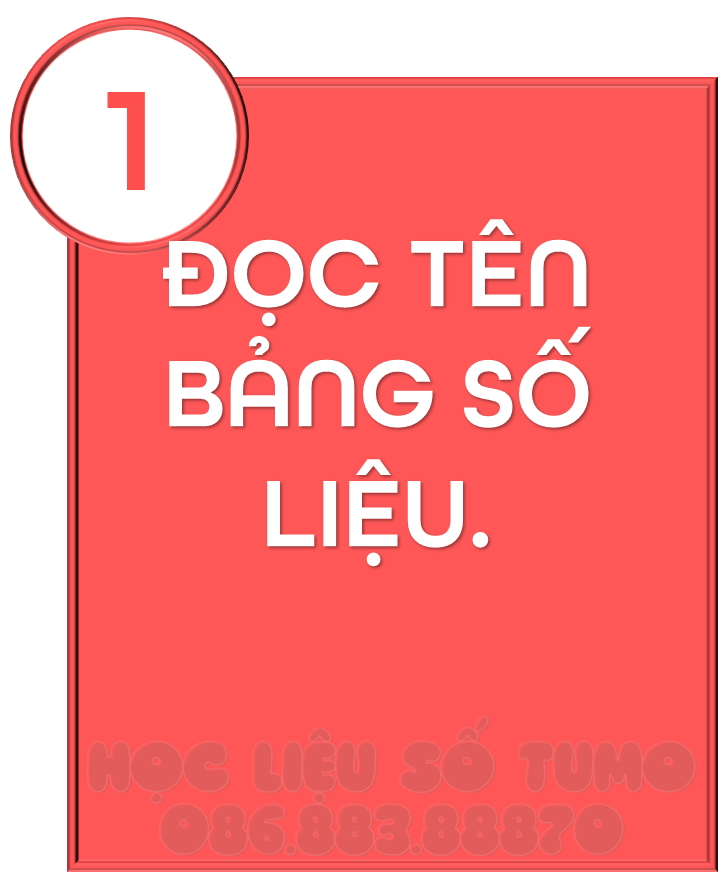 1
ĐỌC TÊN
BẢNG SỐ
LIỆU.
HỌC LIỆU SỐ TUMO
086.883.88870